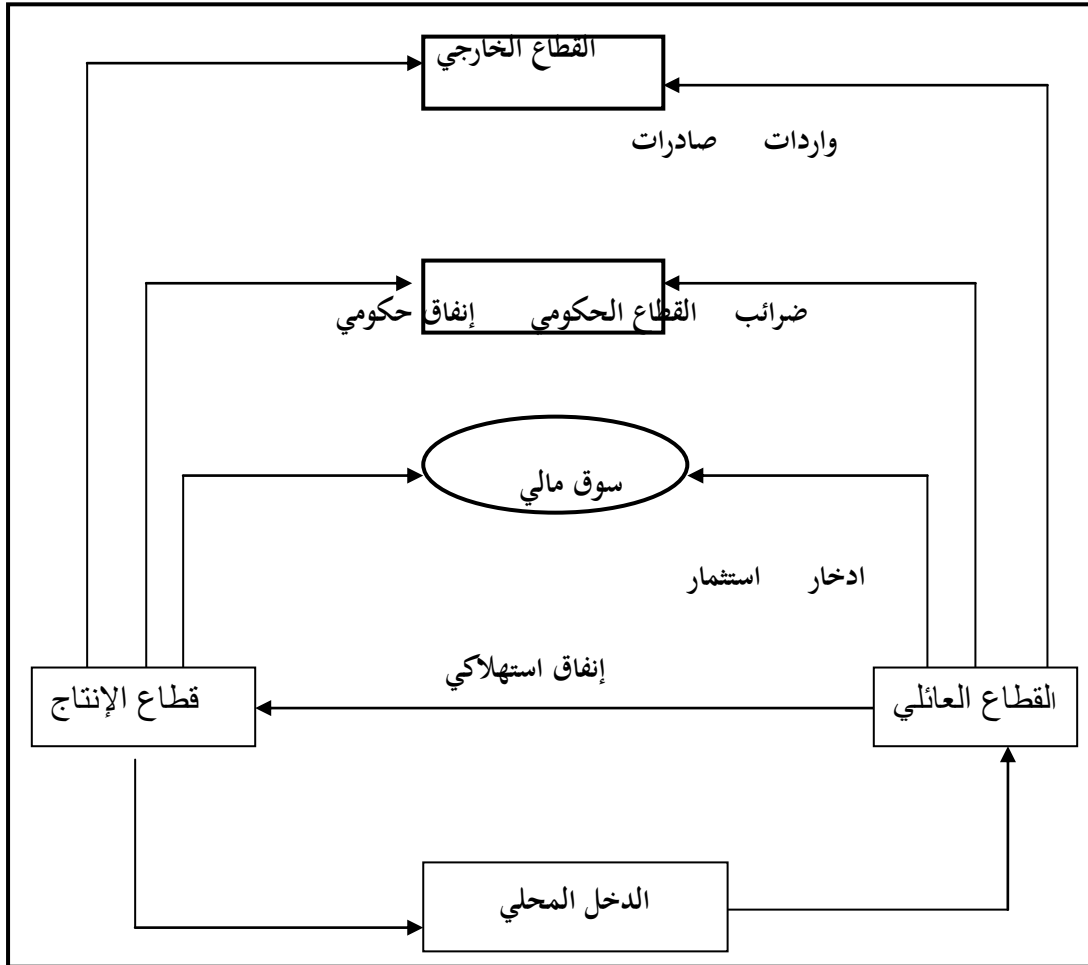 القطاع الخارجي
واردات صادرات
ضرائب القطاع الحكومي إنفاق حكومي
سوق مالي
ادخار استثمار
إنفاق استهلاكي
القطاع العائلي
قطاع الإنتاج
الدخل المحلي